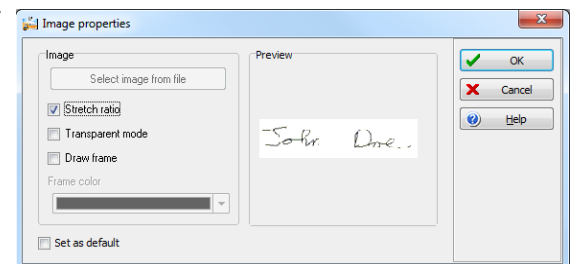 Image properties
Image
Select image from file
Stretch ratio
Transparent mode
Draw frame
Frame color
Set as default
Preview
John Doe..
OK
Cancel
Help